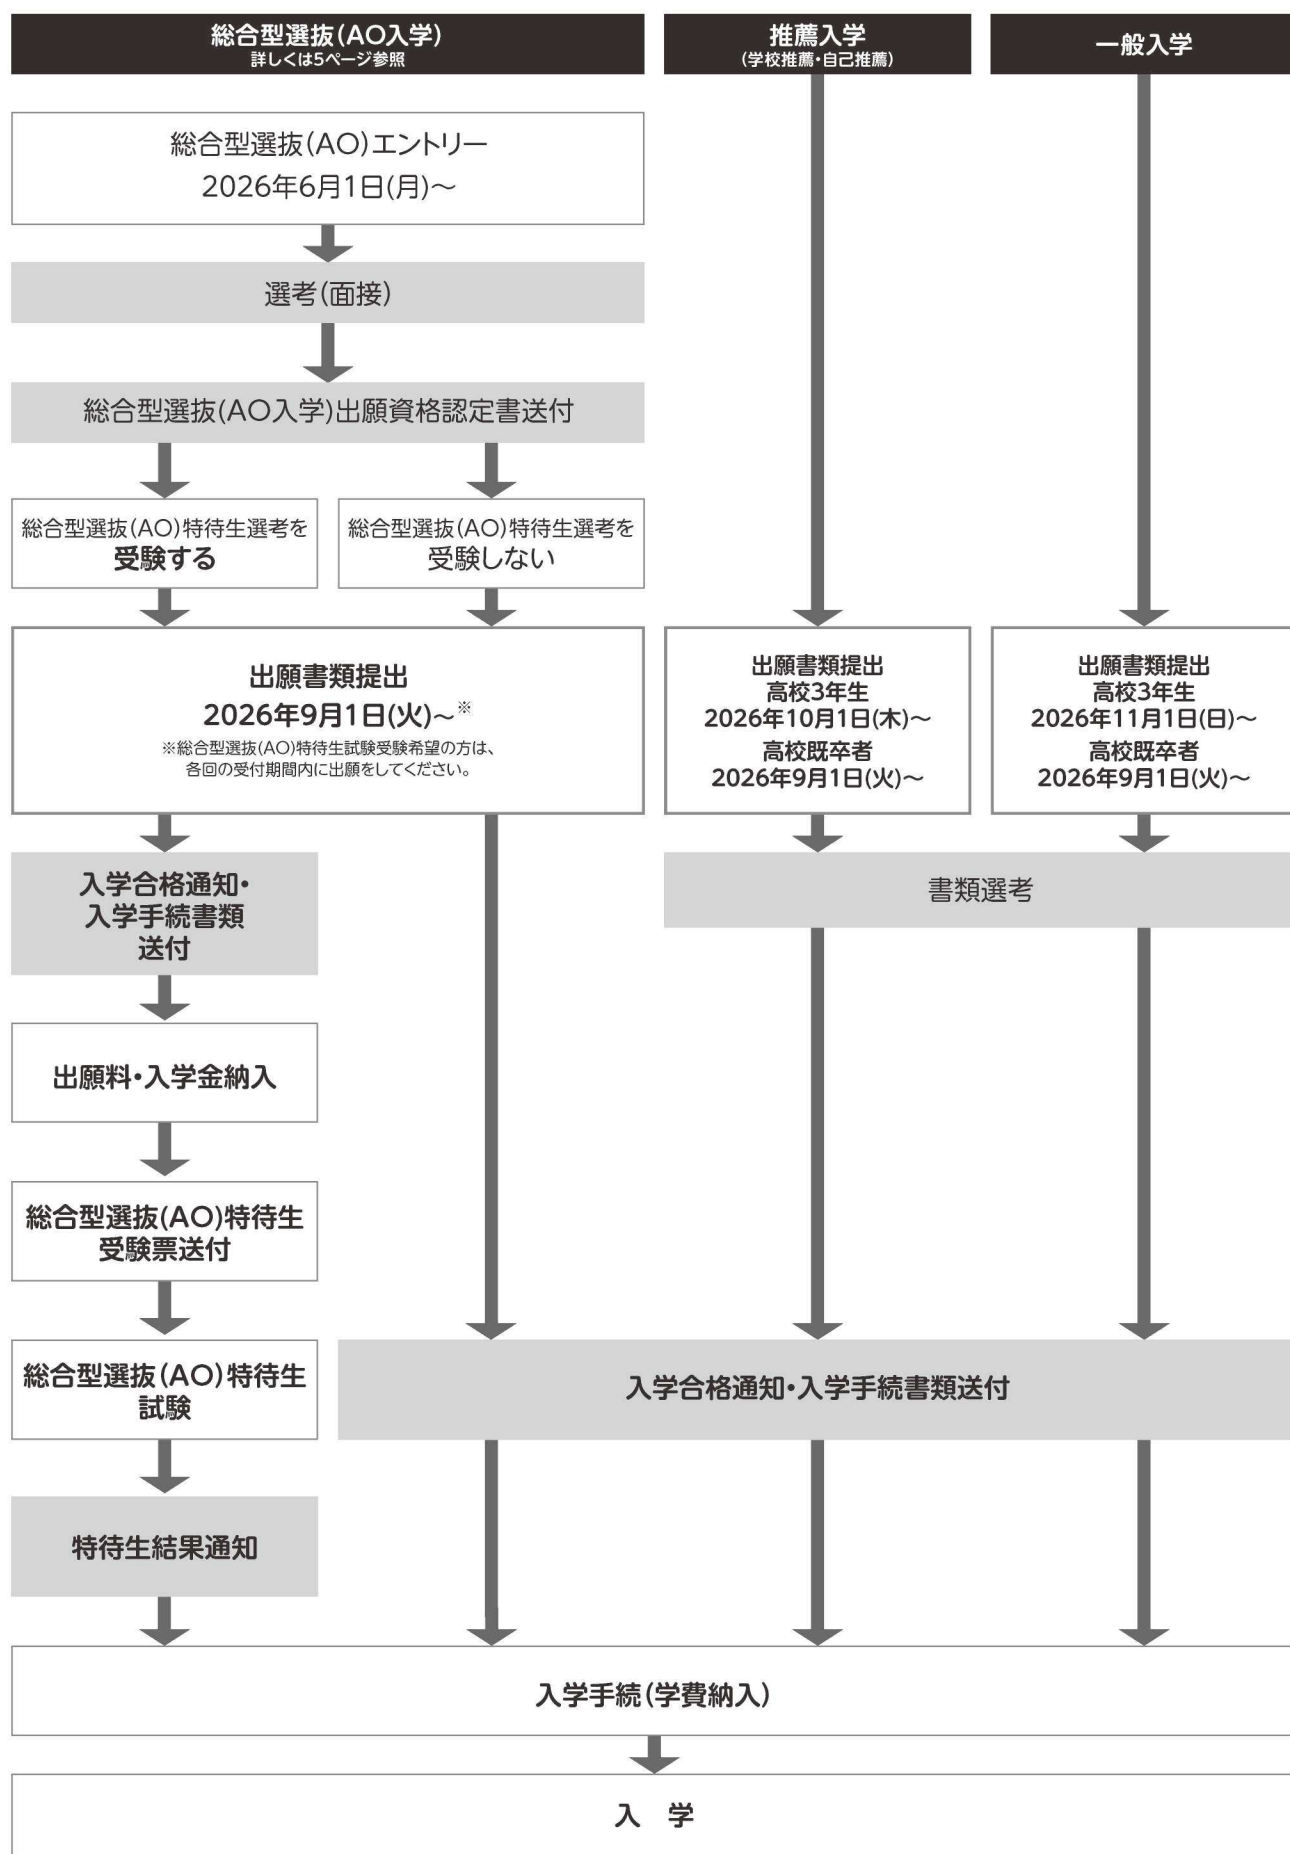 総合型選抜(AO入学)
詳しくは5ページ参照
推薦入学
(学校推薦・自己推薦)
一般入学
総合型選抜(AO)エントリー
2026年6月1日(月)～
選考(面接)
総合型選抜(AO入学)出願資格認定書送付
総合型選抜(AO)特待生選考を
受験する
総合型選抜(AO)特待生選考を
受験しない
出願書類提出
2026年9月1日(火)～※
※総合型選抜(AO)特待生試験受験希望の方は、
各回の受付期間内に出願をしてください。
出願書類提出
高校3年生
2026年10月1日(木)～
高校既卒者
2026年9月1日(火)～
出願書類提出
高校3年生
2026年11月1日(日)～
高校既卒者
2026年9月1日(火)～
入学合格通知・
入学手続書類
送付
書類選考
出願料・入学金納入
総合型選抜(AO)特待生
受験票送付
総合型選抜(AO)特待生
試験
入学合格通知・入学手続書類送付
特待生結果通知
入学手続(学費納入)
入　学